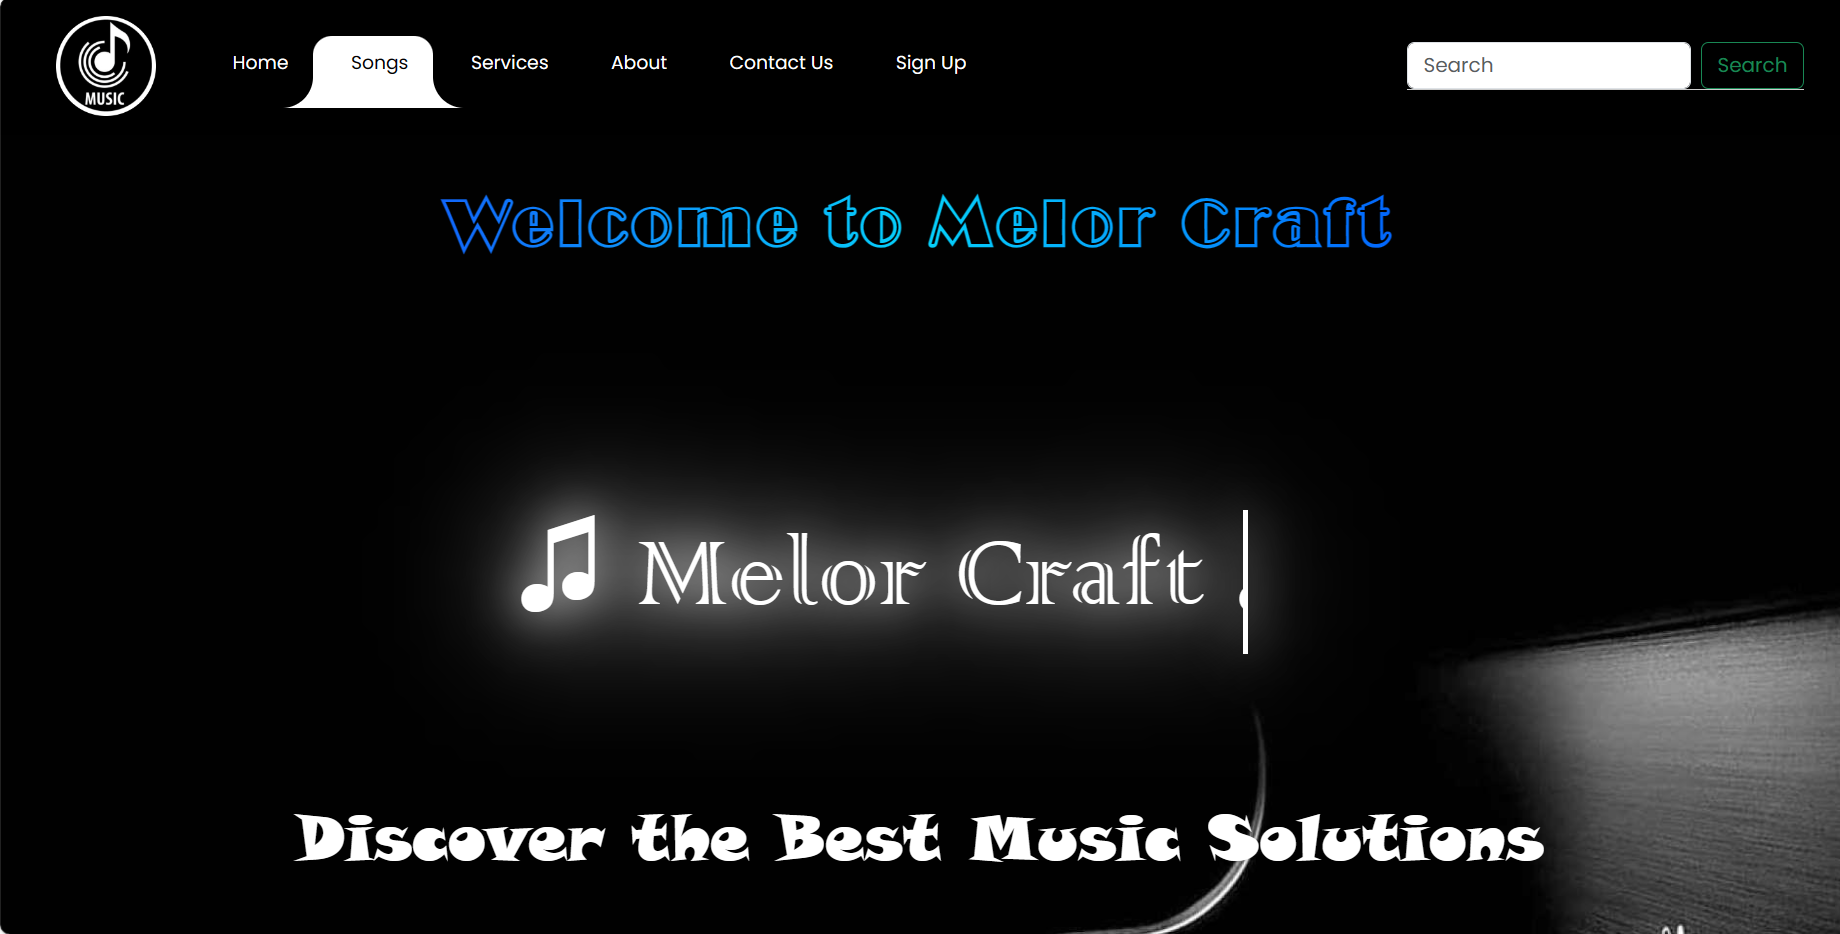 MUSIC
Home Songs Services About Contact Us Sign Up Search Search
Welcome to Melor Craft
Melor Craft
Discover the Best Music Solutions